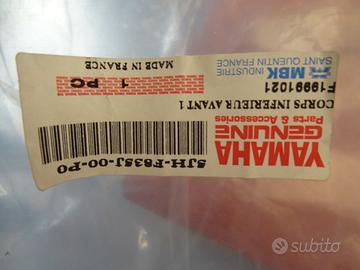 YAMAHA
GENUINE
Parts & Accessories
5JH-F835J-00-P0
CORPS INFERIEUR AVANT 1
F19991021
1 PC
MBK INDUSTRIE
SAINT QUENTIN FRANCE
MADE IN FRANCE
subito